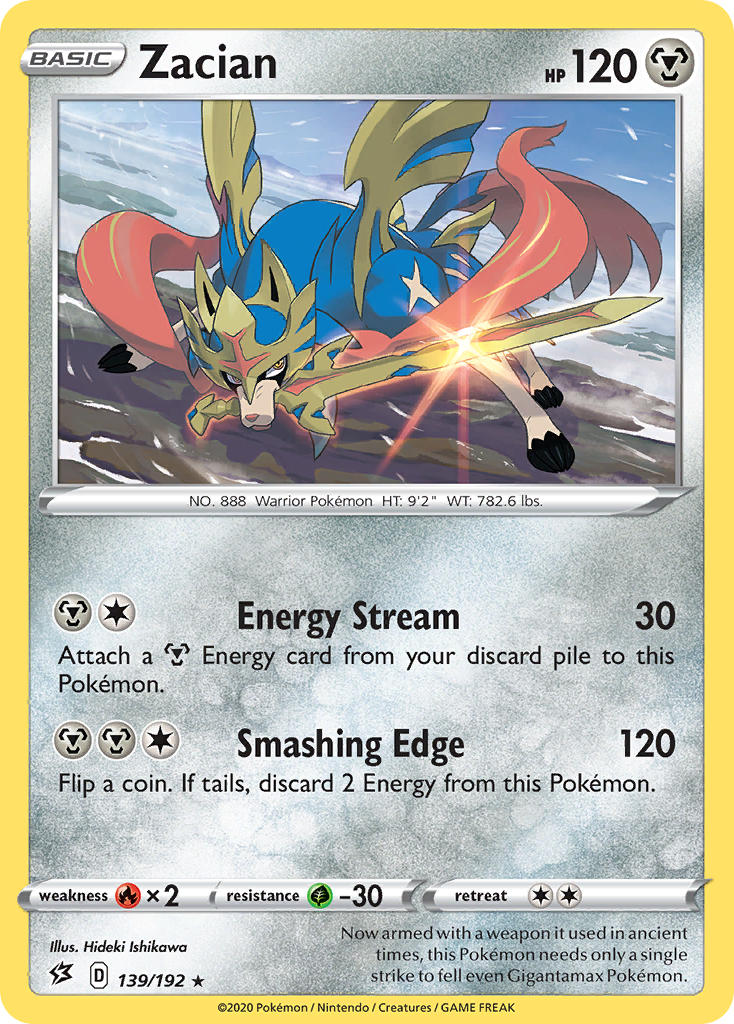 BASIC Zacian HP 120
NO. 888 Warrior Pokémon HT: 9'2" WT: 782.6 lbs.
Energy Stream 30
Attach a Energy card from your discard pile to this
Pokémon.
Smashing Edge 120
Flip a coin. If tails, discard 2 Energy from this Pokémon.
weakness ×2 resistance -30 retreat
Illus. Hideki Ishikawa
D 139/192 ★
Now armed with a weapon it used in ancient
times, this Pokémon needs only a single
strike to fell even Gigantamax Pokémon.
©2020 Pokémon / Nintendo / Creatures / GAME FREAK